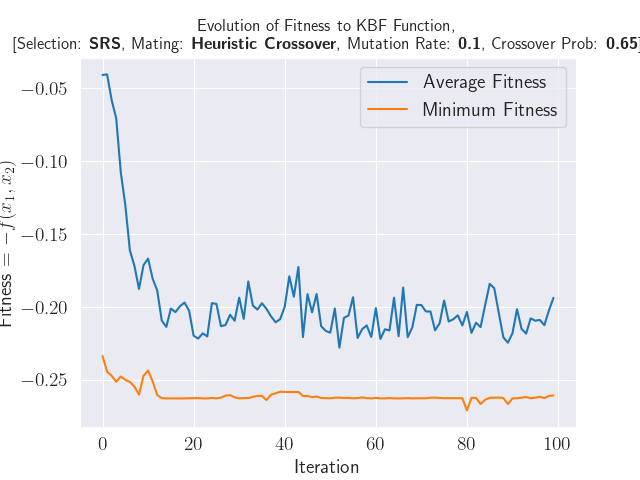 Evolution of Fitness to KBF Function,
[Selection: SRS, Mating: Heuristic Crossover, Mutation Rate: 0.1, Crossover Prob: 0.65]
Average Fitness
Minimum Fitness
Fitness = −f(x₁, x₂)
−0.05
−0.10
−0.15
−0.20
−0.25
0 20 40 60 80 100
Iteration